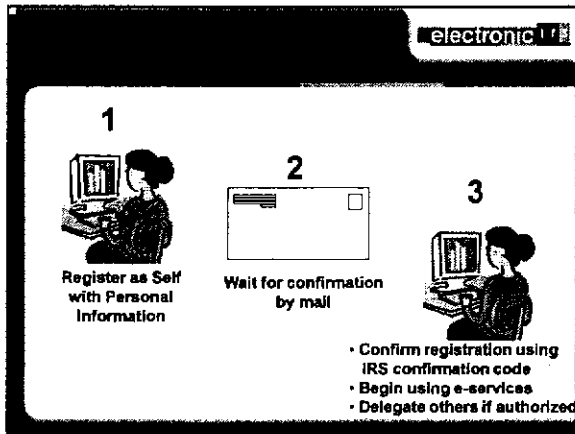 electronic
1
Register as Self
with Personal
Information
2
Wait for confirmation
by mail
3
• Confirm registration using
IRS confirmation code
• Begin using e-services
• Delegate others if authorized